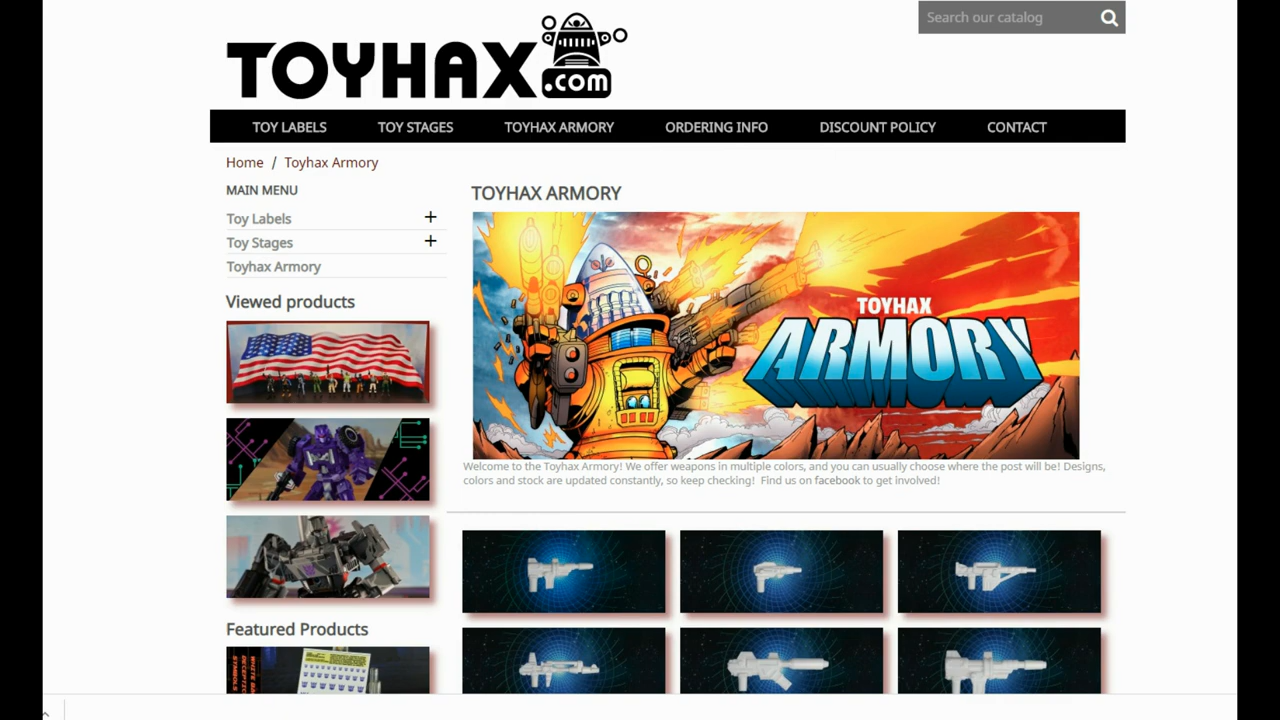 Search our catalog
TOYHAX.com
TOY LABELS
TOY STAGES
TOYHAX ARMORY
ORDERING INFO
DISCOUNT POLICY
CONTACT
Home / Toyhax Armory
MAIN MENU
Toy Labels +
Toy Stages +
Toyhax Armory
Viewed products
Featured Products
TOYHAX ARMORY
TOYHAX
ARMORY
Welcome to the Toyhax Armory! We offer weapons in multiple colors, and you can usually choose where the post will be! Designs,
colors and stock are updated constantly, so keep checking! Find us on facebook to get involved!